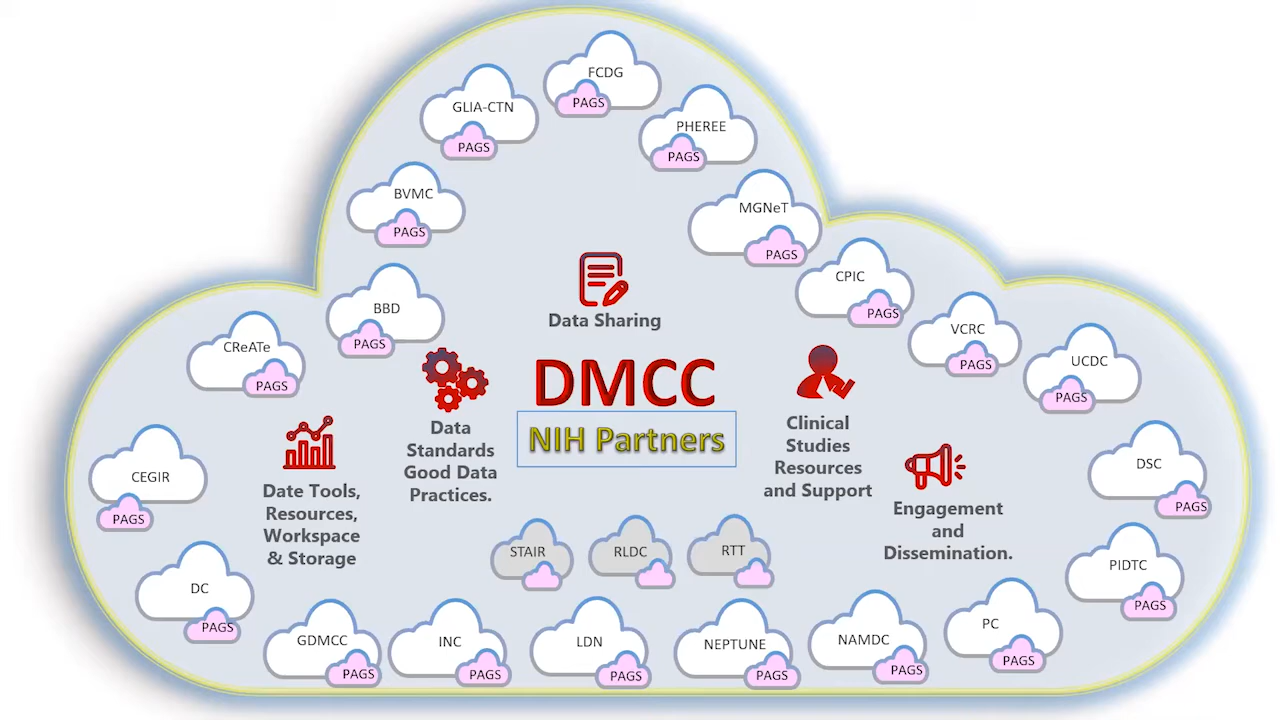 FCDG
PAGS
GLIA-CTN
PAGS
PHEREE
PAGS
BVMC
PAGS
MGNeT
PAGS
CPIC
PAGS
BBD
PAGS
Data Sharing
VCRC
PAGS
CReATe
PAGS
UCDC
PAGS
DMCC
NIH Partners
Data
Standards
Good Data
Practices.
Clinical
Studies
Resources
and Support
CEGIR
PAGS
Date Tools,
Resources,
Workspace
& Storage
Engagement
and
Dissemination.
DSC
PAGS
STAIR
RLDC
RTT
PIDTC
PAGS
DC
PAGS
GDMCC
PAGS
INC
PAGS
LDN
PAGS
NEPTUNE
PAGS
NAMDC
PAGS
PC
PAGS